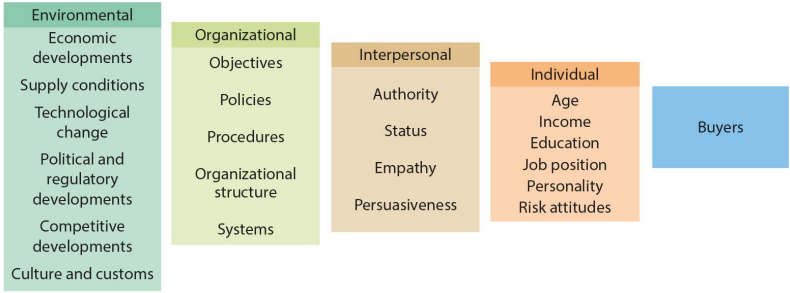 Environmental
Economic
developments
Supply conditions
Technological
change
Political and
regulatory
developments
Competitive
developments
Culture and customs
Organizational
Objectives
Policies
Procedures
Organizational
structure
Systems
Interpersonal
Authority
Status
Empathy
Persuasiveness
Individual
Age
Income
Education
Job position
Personality
Risk attitudes
Buyers